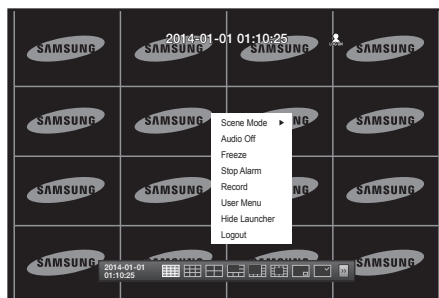 2014-01-01 01:10:25
SAMSUNG SAMSUNG SAMSUNG SAMSUNG
SAMSUNG SAMSUNG SAMSUNG
Scene Mode
Audio Off
Freeze
Stop Alarm
Record
User Menu
Hide Launcher
Logout
SAMSUNG SAMSUNG SAMSUNG
SAMSUNG SAMSUNG SAMSUNG SAMSUNG
2014-01-01
01:10:25